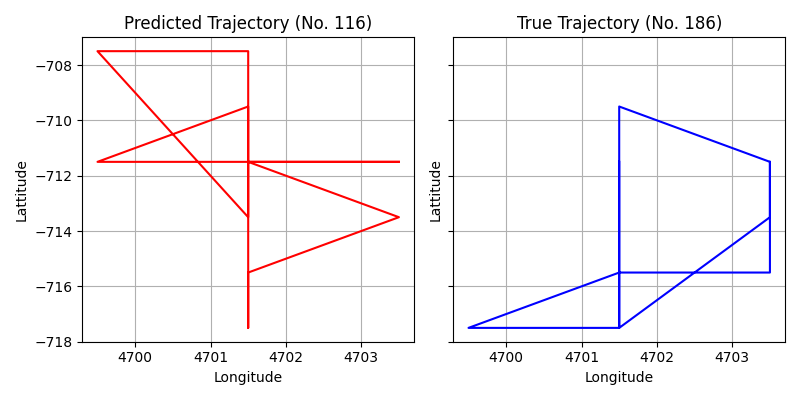 Predicted Trajectory (No. 116)
True Trajectory (No. 186)
Lattitude
−708
−710
−712
−714
−716
−718
4700
4701
4702
4703
Longitude
Lattitude
4700
4701
4702
4703
Longitude